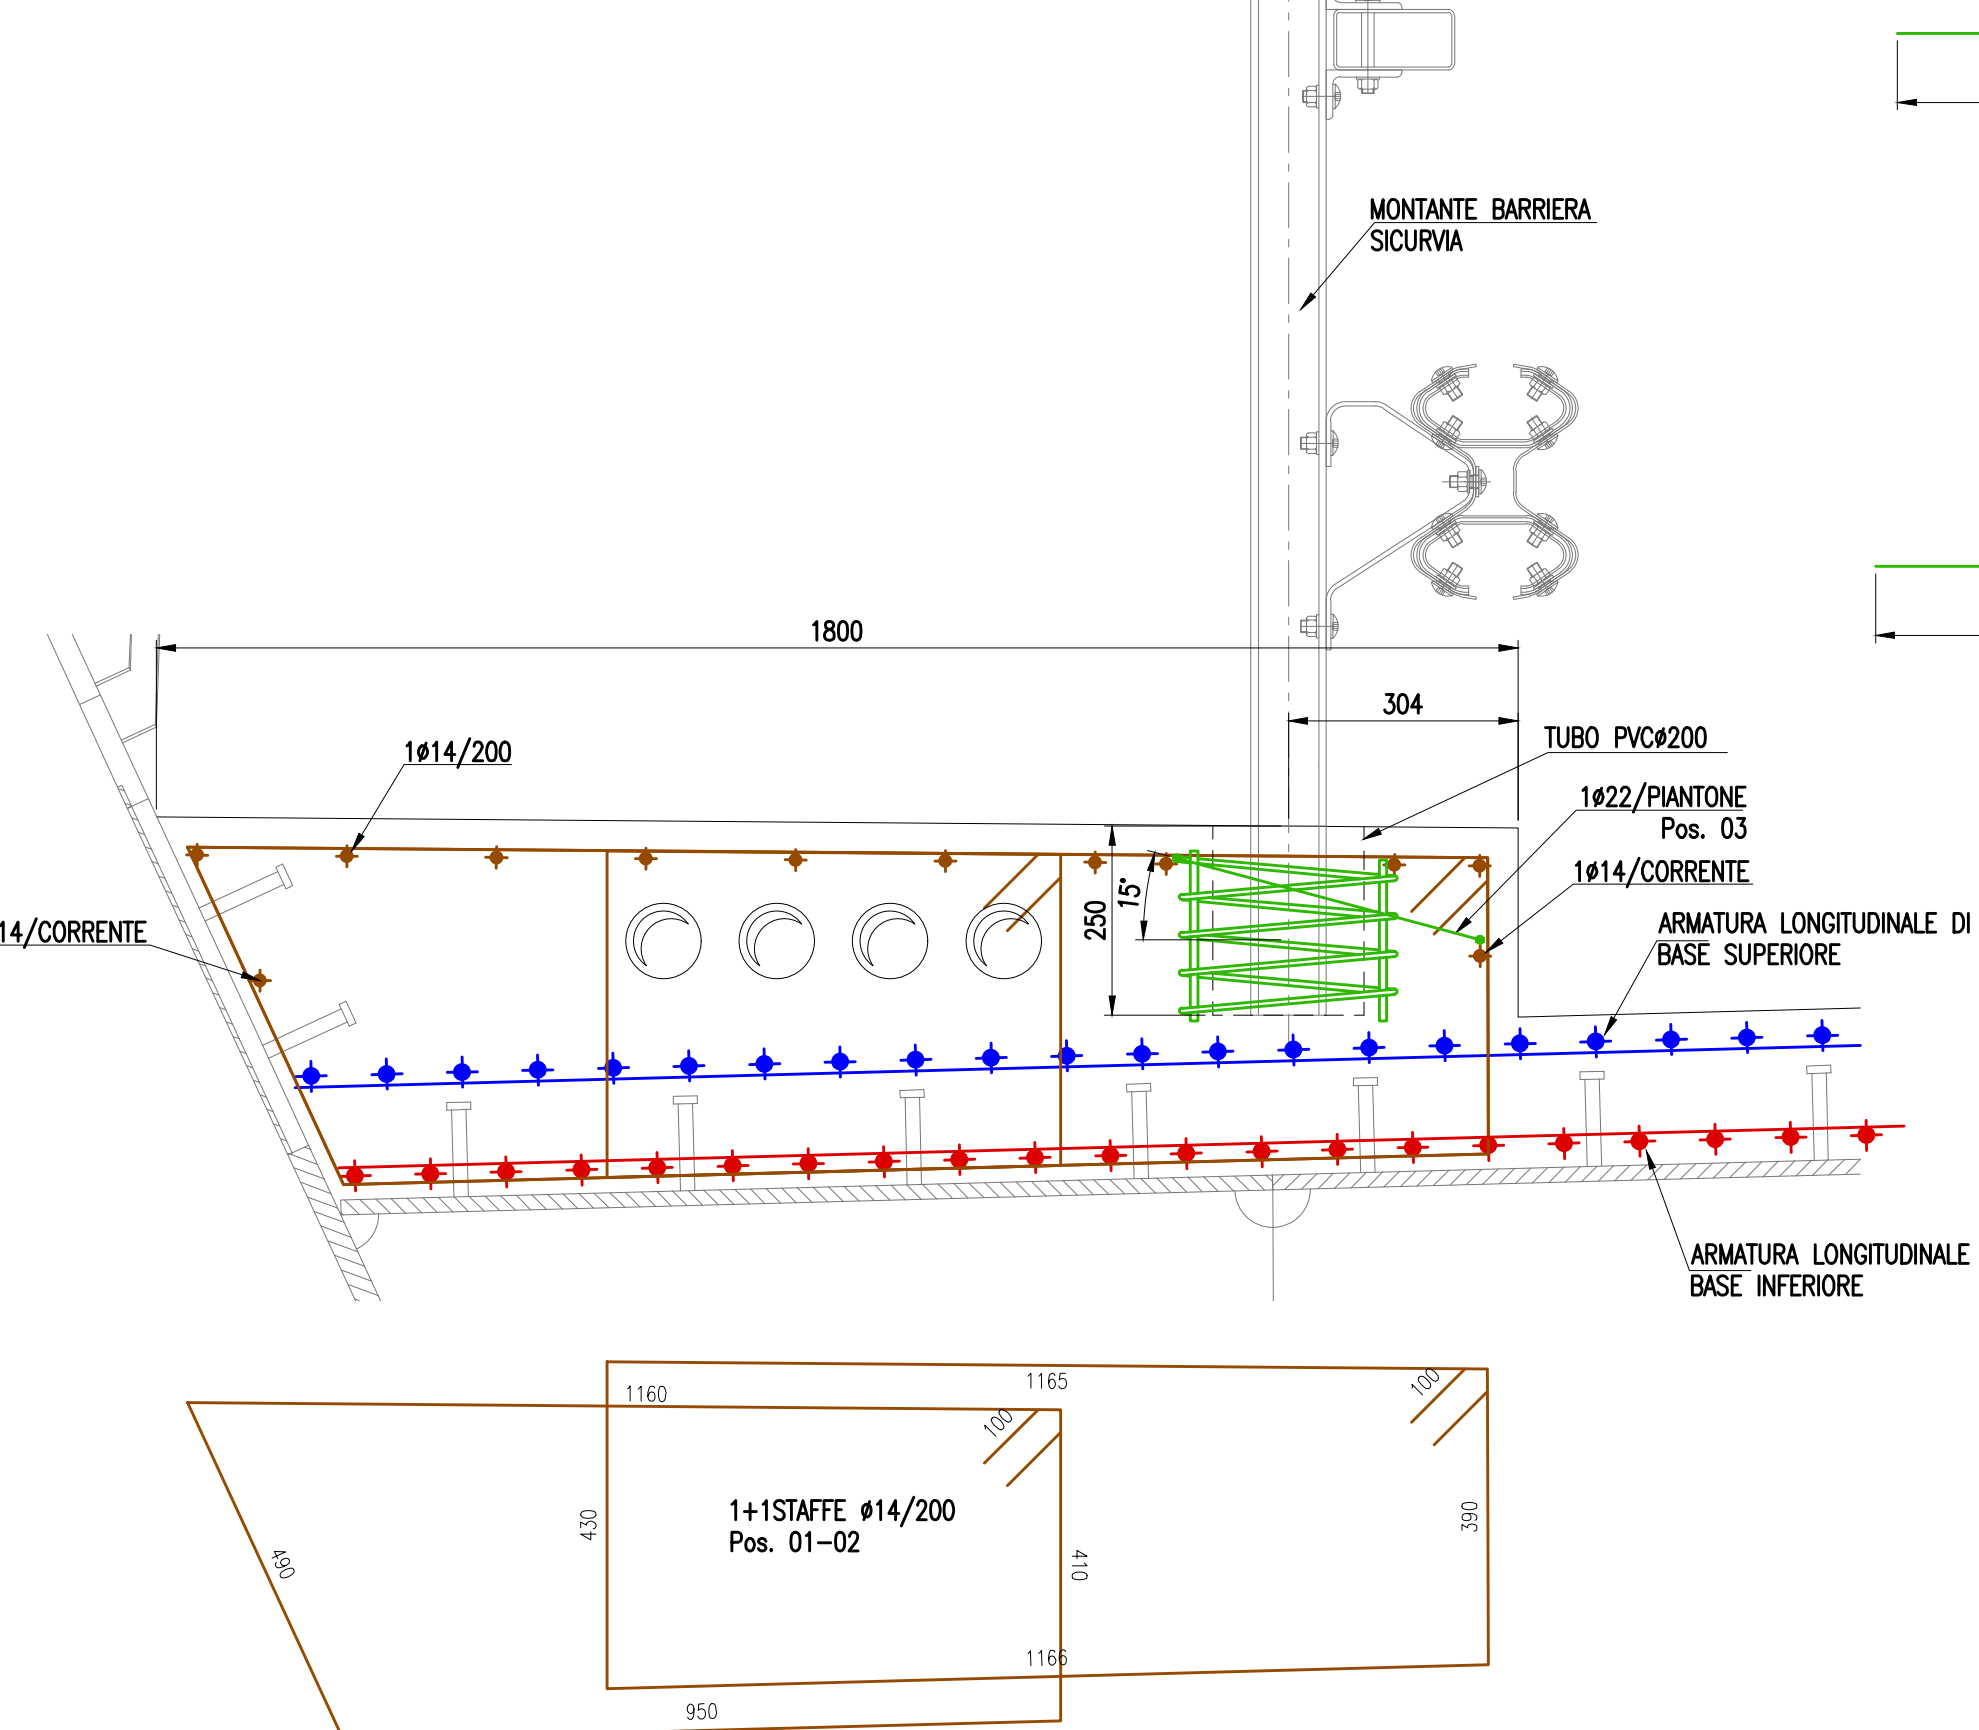 MONTANTE BARRIERA
SICURVIA
1800
304
TUBO PVCø200
1ø14/200
1ø22/PIANTONE
Pos. 03
1ø14/CORRENTE
15°
250
14/CORRENTE
ARMATURA LONGITUDINALE DI
BASE SUPERIORE
ARMATURA LONGITUDINALE
BASE INFERIORE
1160
1165
100
100
1+1STAFFE ø14/200
Pos. 01-02
430
390
490
410
1166
950